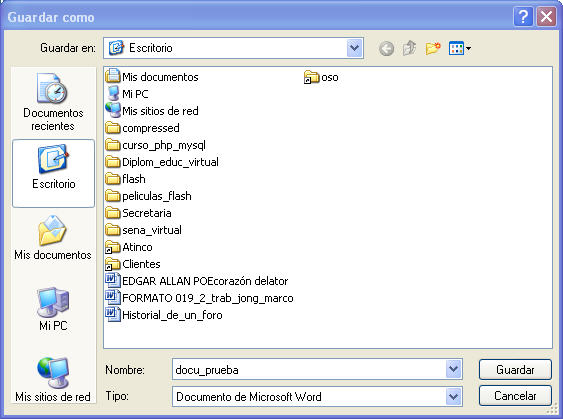 Guardar como
Guardar en: Escritorio
Documentos
recientes
Escritorio
Mis documentos
Mi PC
Mis sitios de red
Mis documentos
Mi PC
Mis sitios de red
compressed
curso_php_mysql
Diplom_educ_virtual
flash
peliculas_flash
Secretaria
sena_virtual
Atinco
Clientes
EDGAR ALLAN POEcorazón delator
FORMATO 019_2_trab_jong_marco
Historial_de_un_foro
oso
Nombre: docu_prueba Guardar
Tipo: Documento de Microsoft Word Cancelar